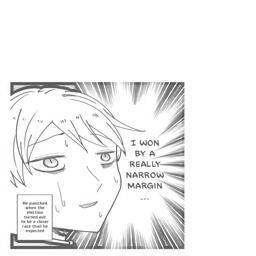 I WON
BY A
REALLY
NARROW
MARGIN
...
He panicked
when the
election
turned out
to be a closer
race than he
expected